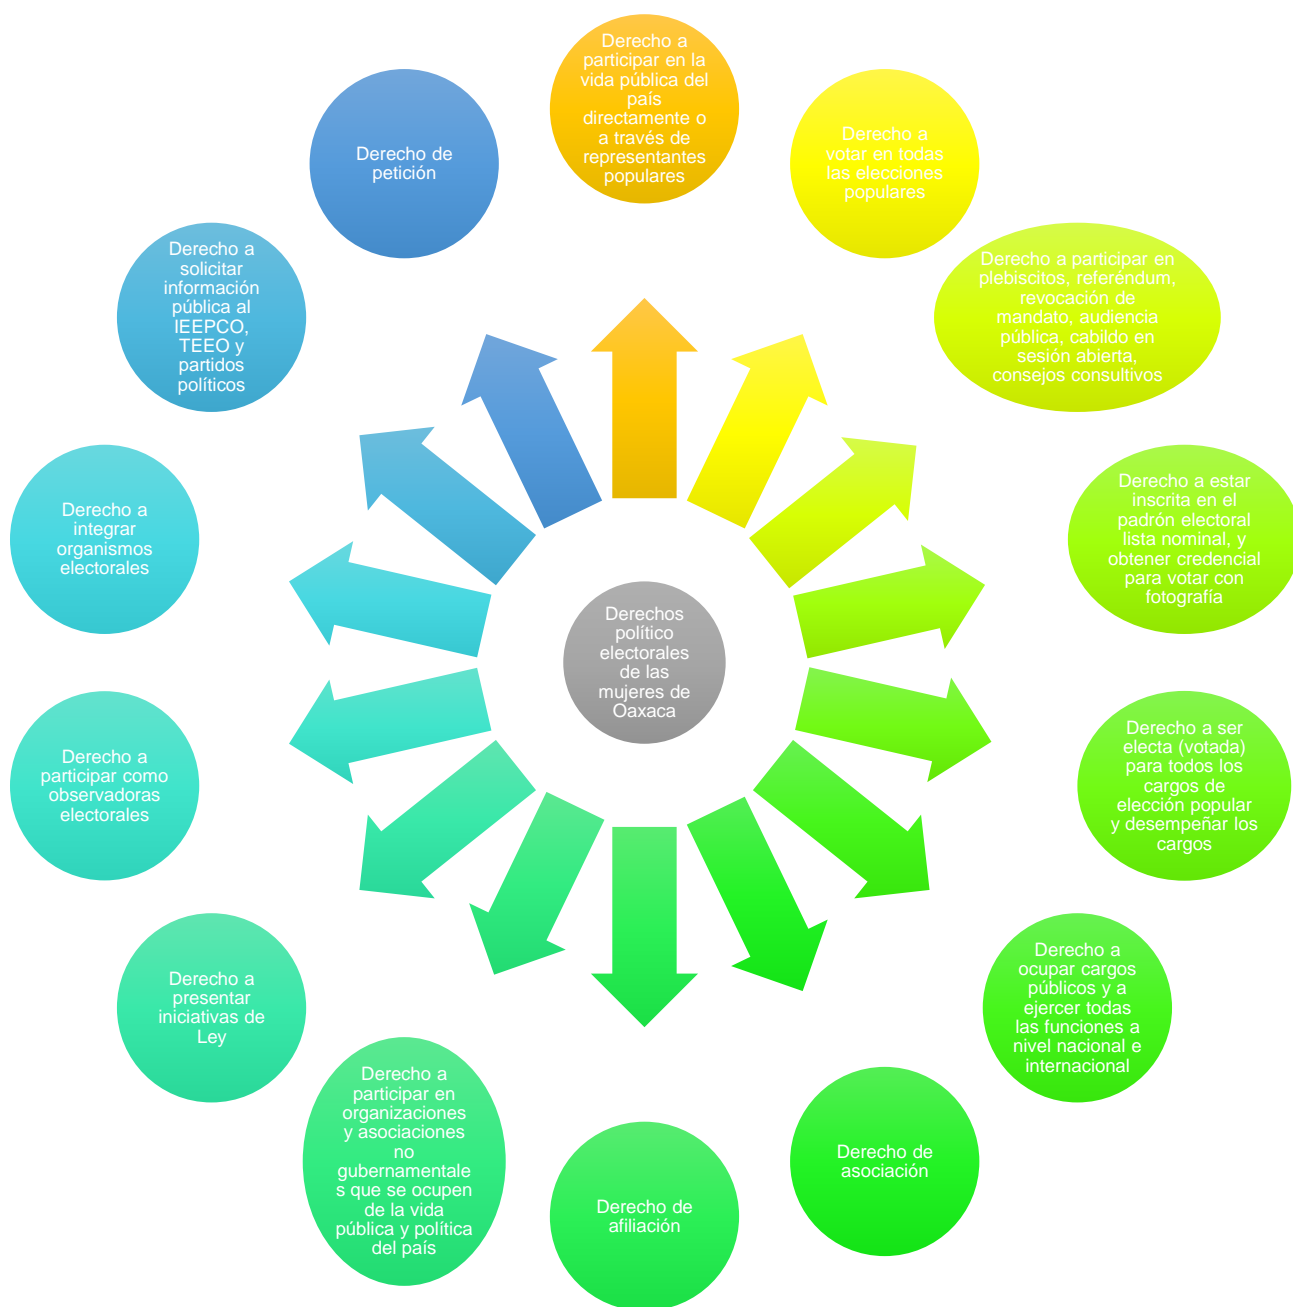 Derecho a
participar en la
vida pública del
país
directamente o
a través de
representantes
populares
Derecho a
votar en todas
las elecciones
populares
Derecho a participar en
plebiscitos, referéndum,
revocación de
mandato, audiencia
pública, cabildo en
sesión abierta,
consejos consultivos
Derecho a estar
inscrita en el
padrón electoral
lista nominal, y
obtener credencial
para votar con
fotografía
Derecho a ser
electa (votada)
para todos los
cargos de
elección popular
y desempeñar los
cargos
Derecho a
ocupar cargos
públicos y a
ejercer todas
las funciones a
nivel nacional e
internacional
Derecho de
asociación
Derecho de
afiliación
Derecho a
participar en
organizaciones
y asociaciones
no
gubernamentale
s que se ocupen
de la vida
pública y política
del país
Derecho a
presentar
iniciativas de
Ley
Derecho a
participar como
observadoras
electorales
Derecho a
integrar
organismos
electorales
Derecho a
solicitar
información
pública al
IEEPCO,
TEEO y
partidos
políticos
Derecho de
petición
Derechos
político
electorales
de las
mujeres de
Oaxaca